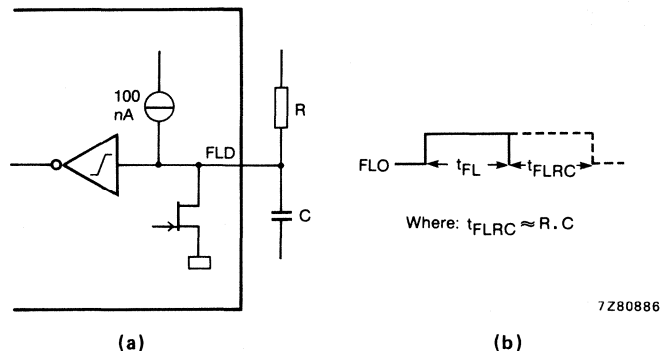 100
nA
FLD
R
C
FLO
tFL
tFLRC
Where: tFLRC ≈ R.C
7Z80886
(a)
(b)